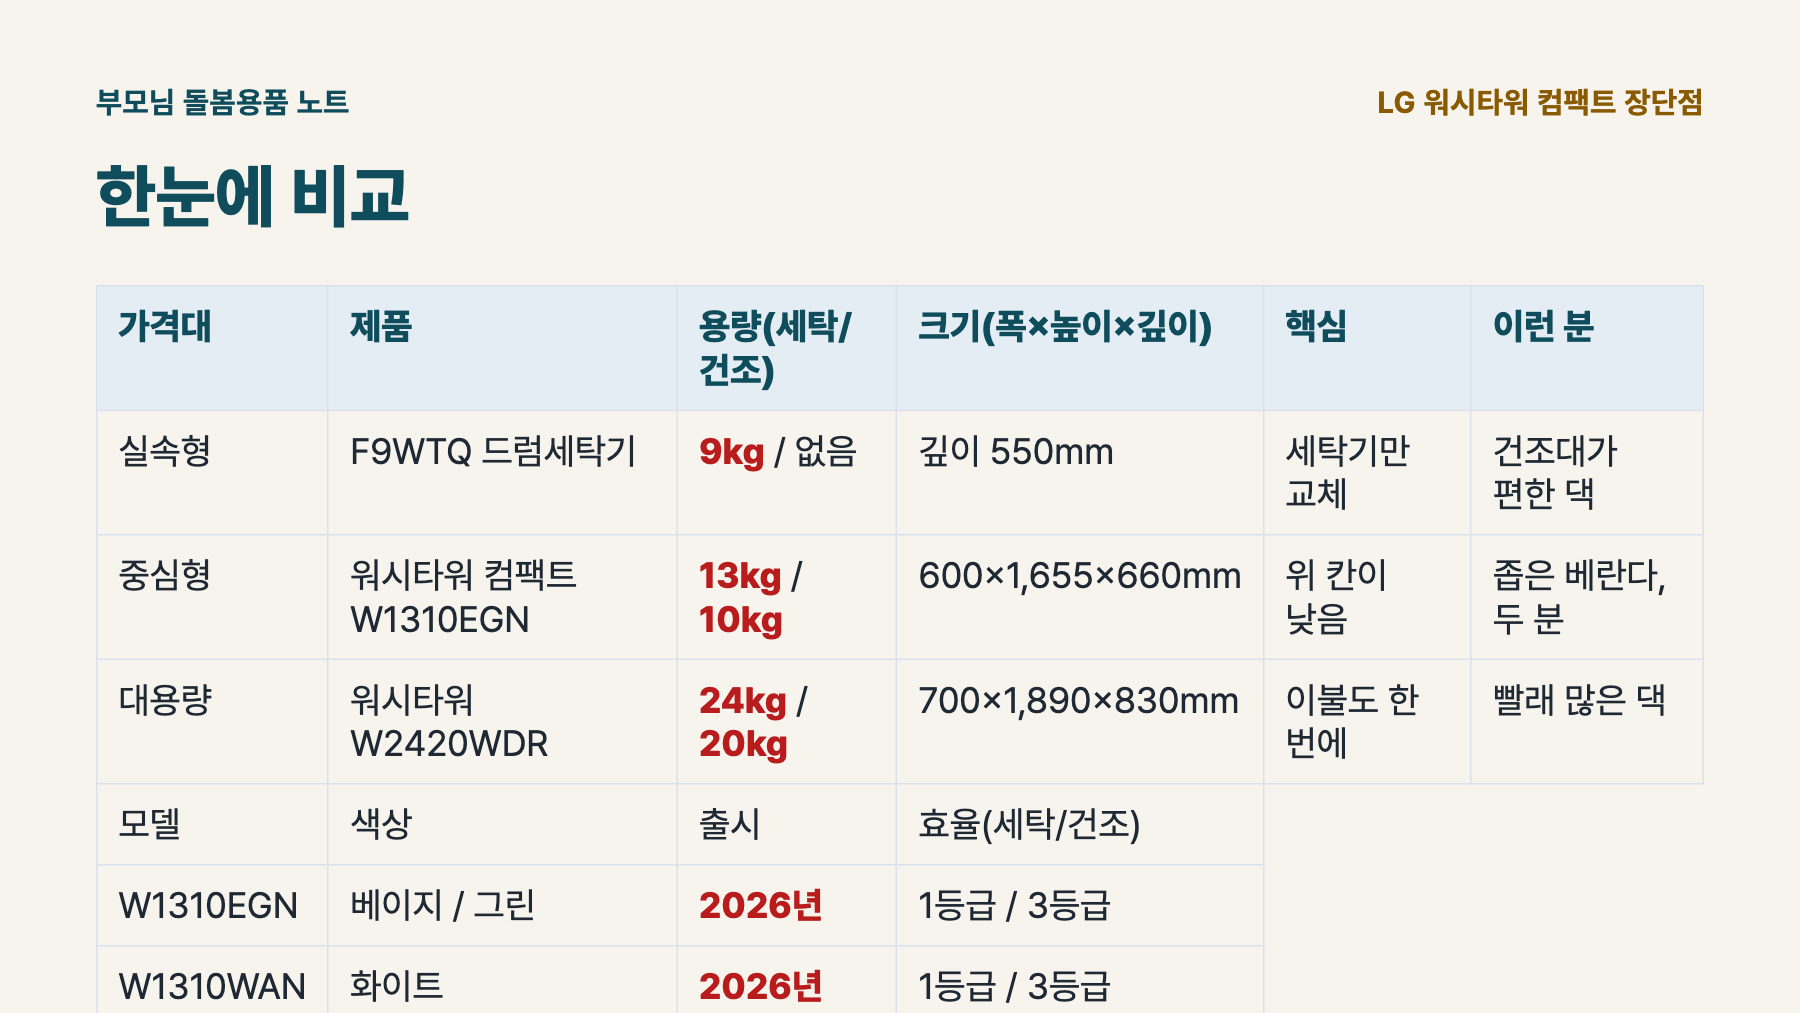 부모님 돌봄용품 노트
LG 워시타워 컴팩트 장단점
한눈에 비교
가격대 제품 용량(세탁/ 크기(폭×높이×깊이) 핵심 이런 분
건조)
실속형 F9WTQ 드럼세탁기 9kg / 없음 깊이 550mm 세탁기만 건조대가
교체 편한 댁
중심형 워시타워 컴팩트 13kg / 600×1,655×660mm 위 칸이 좁은 베란다,
W1310EGN 10kg 낮음 두 분
대용량 워시타워 24kg / 700×1,890×830mm 이불도 한 빨래 많은 댁
W2420WDR 20kg 번에
모델 색상 출시 효율(세탁/건조)
W1310EGN 베이지 / 그린 2026년 1등급 / 3등급
W1310WAN 화이트 2026년 1등급 / 3등급